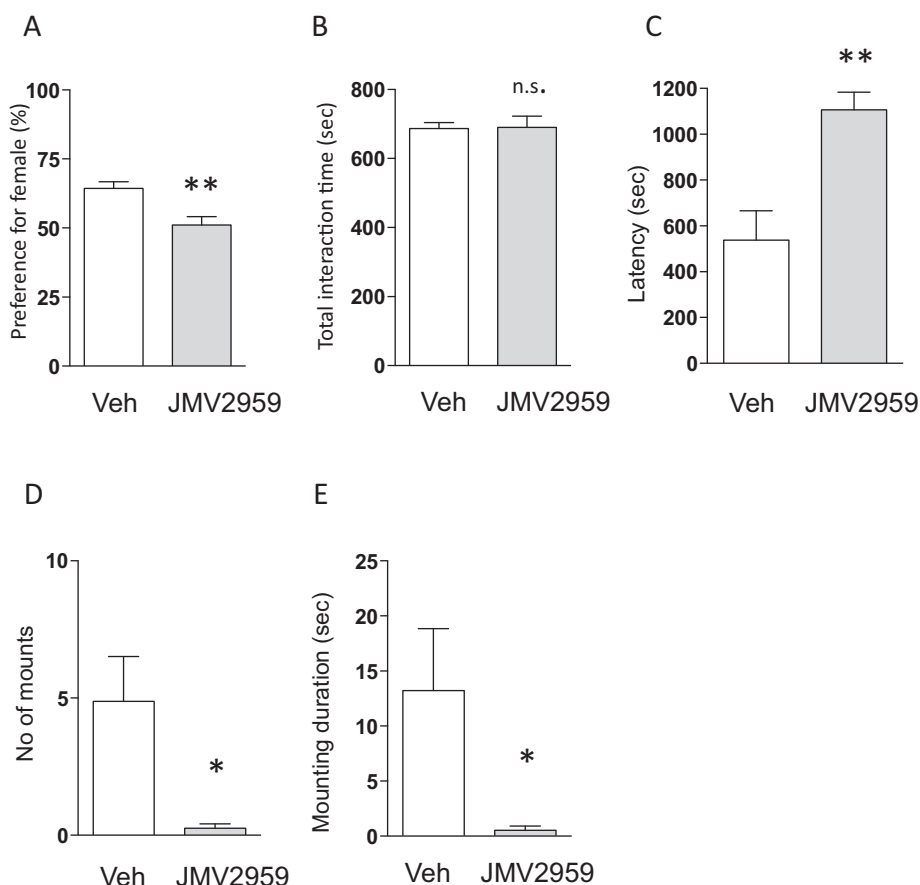 A
Preference for female (%)
100
75
50
25
0
**
Veh
JMV2959
B
Total interaction time (sec)
800
600
400
200
0
n.s.
Veh
JMV2959
C
Latency (sec)
1200
1000
800
600
400
200
0
**
Veh
JMV2959
D
No of mounts
10
5
0
*
Veh
JMV2959
E
Mounting duration (sec)
25
20
15
10
5
0
*
Veh
JMV2959